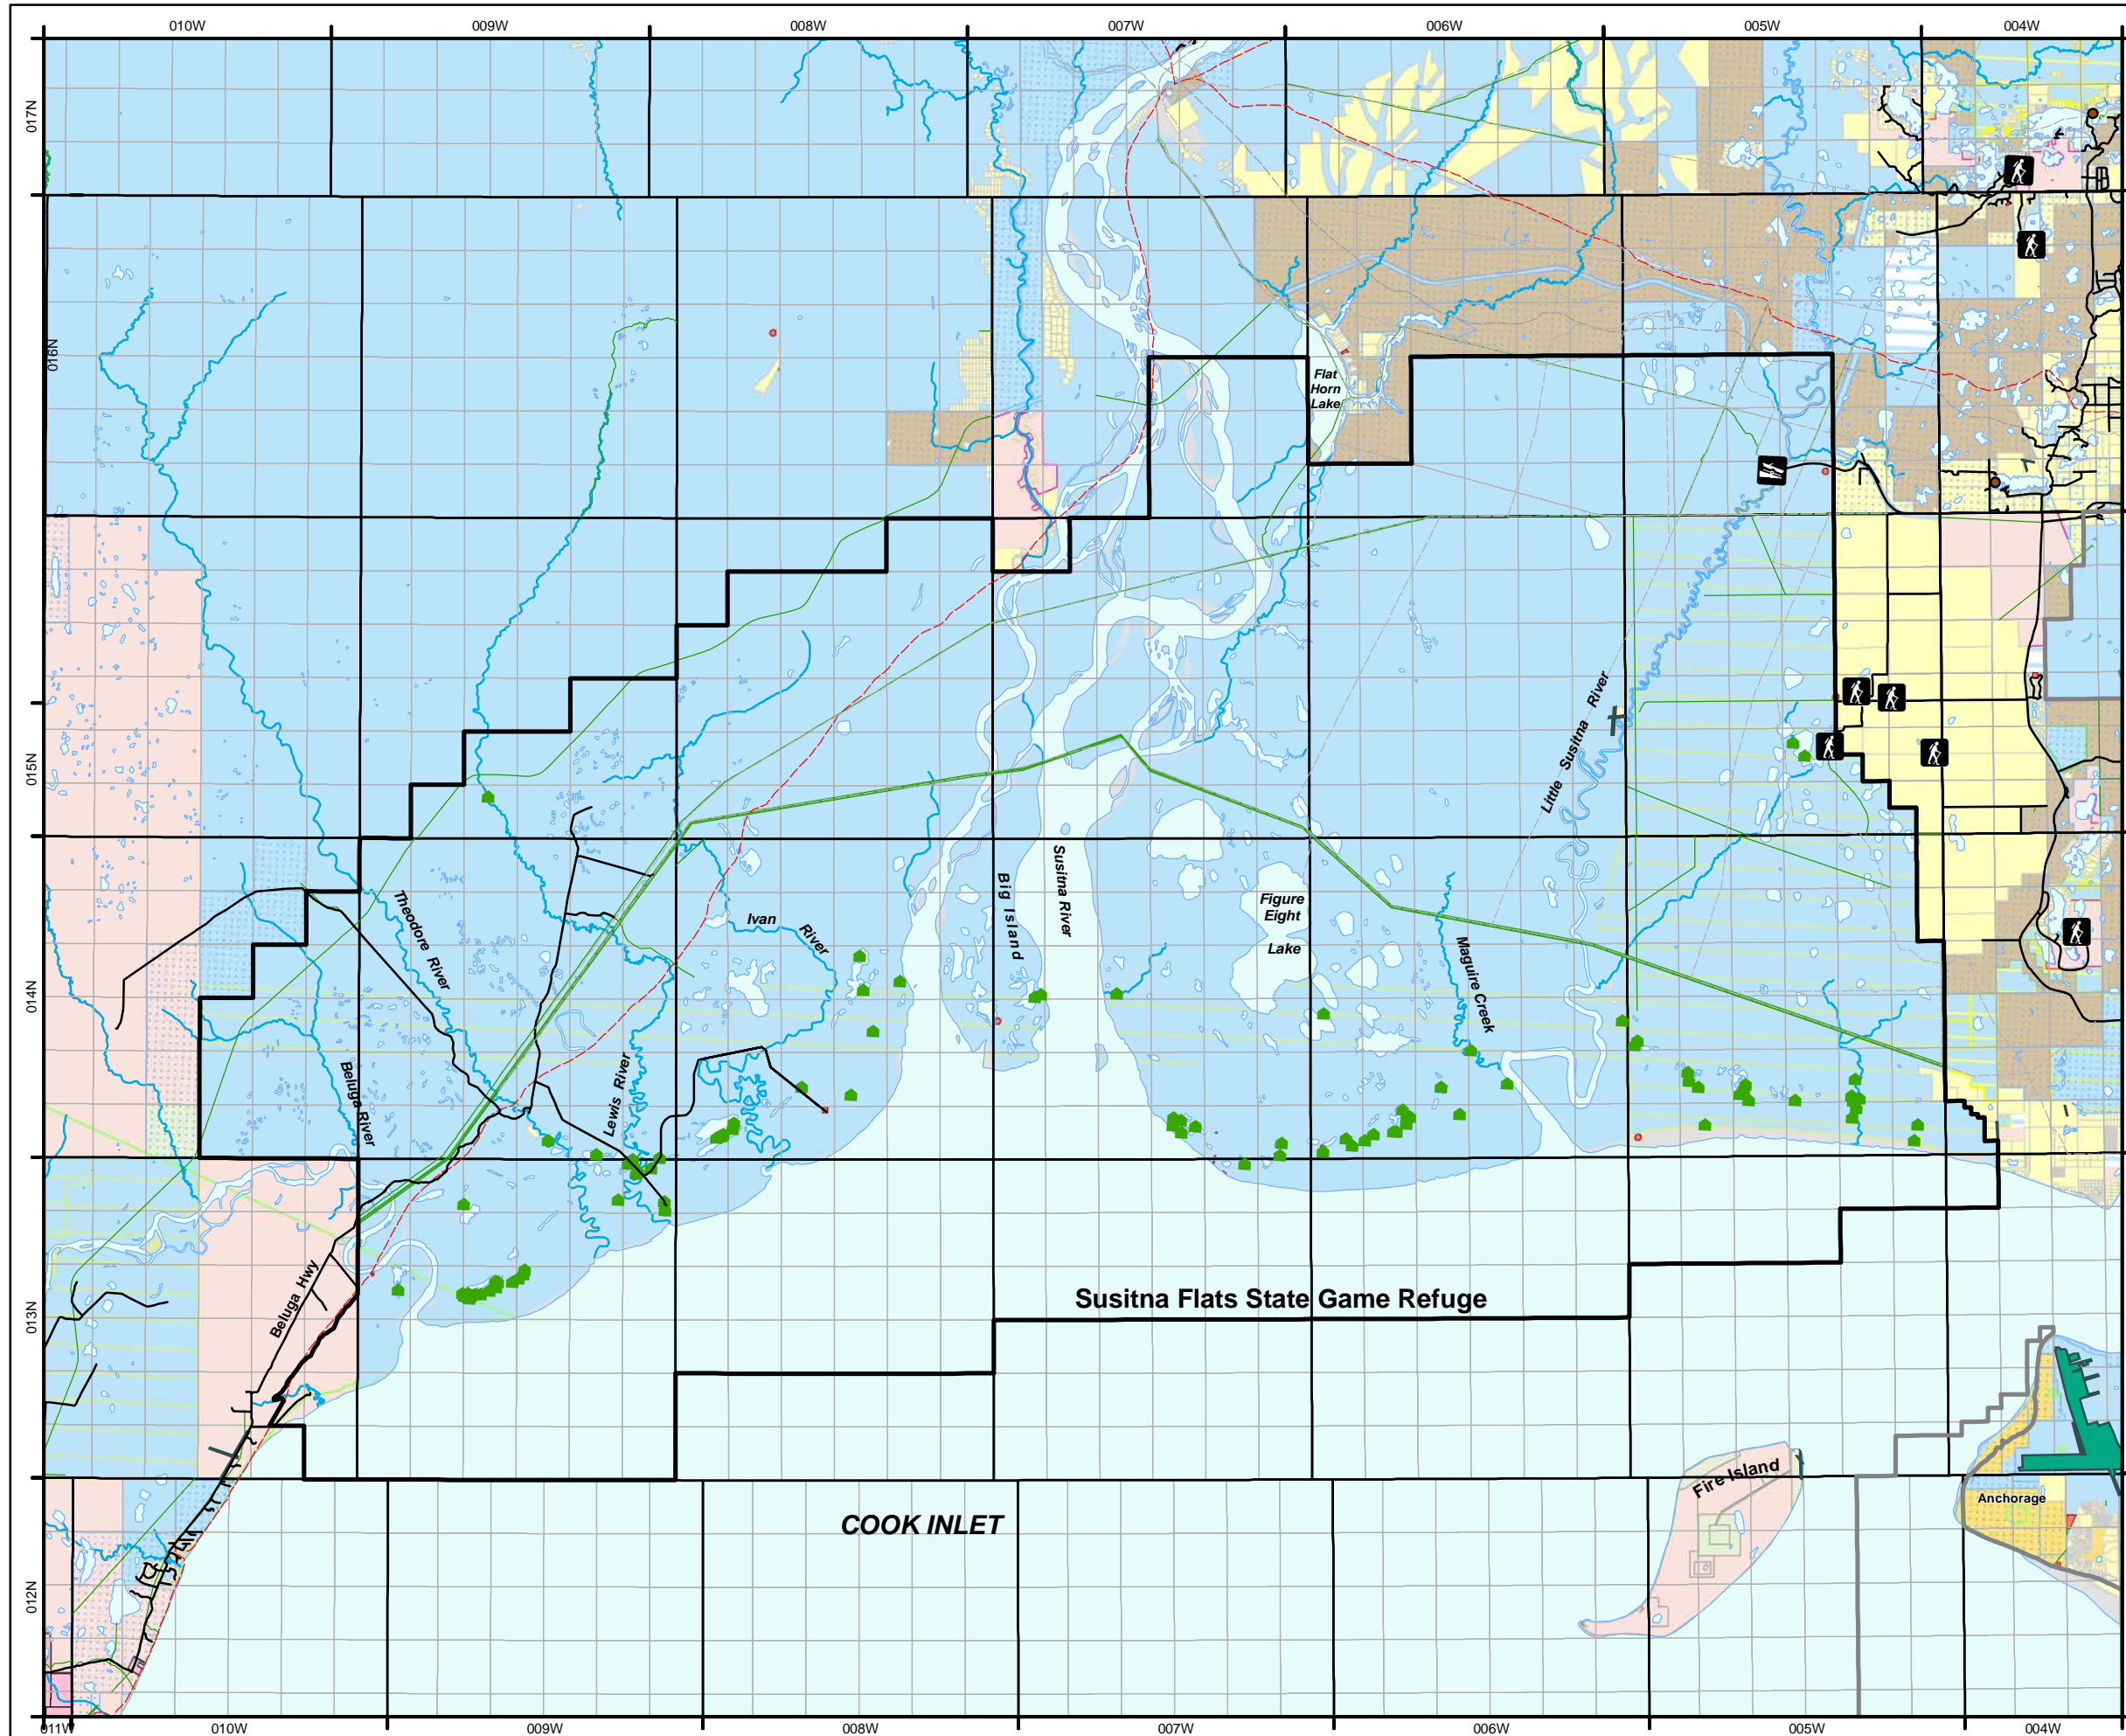 010W
009W
008W
007W
006W
005W
004W
017N
016N
Flat
Horn
Lake
015N
Little Susitna River
Theodore River
Ivan River
Big Island
Susitna River
Figure
Eight
Lake
Maguire Creek
014N
Beluga River
Lewis River
Beluga Hwy
013N
Susitna Flats State Game Refuge
Fire Island
Anchorage
COOK INLET
012N
011W
010W
009W
008W
007W
006W
005W
004W